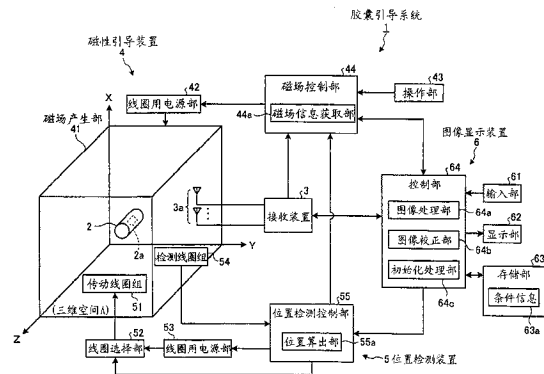 胶囊引导系统
1
磁性引导装置
4
42
线圈用电源部
磁场产生部
41
44
磁场控制部
44a
磁场信息获取部
43
操作部
图像显示装置
6
64
控制部
图像处理部
64a
图像校正部
64b
初始化处理部
64c
61
输入部
62
显示部
63
存储部
条件信息
63a
X
Y
Z
2
2a
3a
3
接收装置
检测线圈组
54
传动线圈组
51
(三维空间A)
52
线圈选择部
53
线圈用电源部
55
位置检测控制部
位置算出部
55a
5 位置检测装置